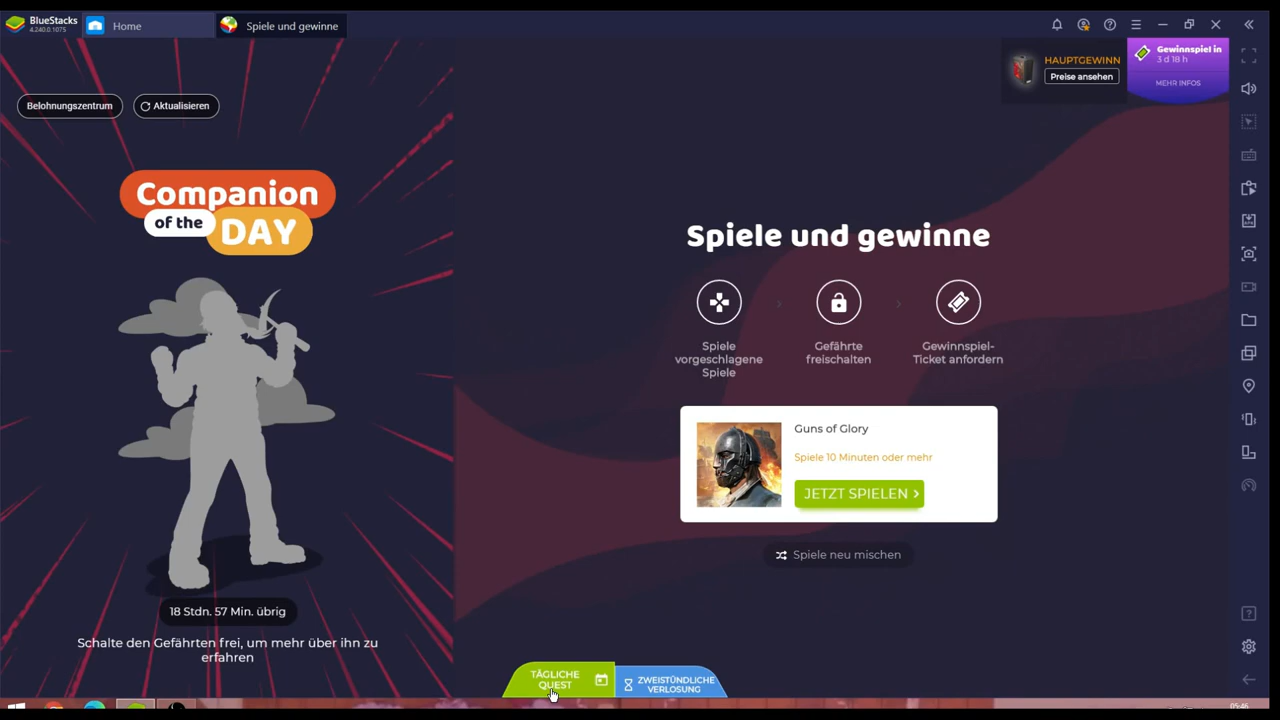 BlueStacks
4.240.0.1075
Home
Spiele und gewinne
HAUPTGEWINN
Preise ansehen
Gewinnspiel in
3 d 18 h
MEHR INFOS
Belohnungszentrum
Aktualisieren
Companion
of the
DAY
18 Stdn. 57 Min. übrig
Schalte den Gefährten frei, um mehr über ihn zu
erfahren
Spiele und gewinne
Spiele
vorgeschlagene
Spiele
Gefährte
freischalten
Gewinnspiel-
Ticket anfordern
Guns of Glory
Spiele 10 Minuten oder mehr
JETZT SPIELEN
Spiele neu mischen
TÄGLICHE
QUEST
ZWEISTÜNDLICHE
VERLOSUNG
05:46